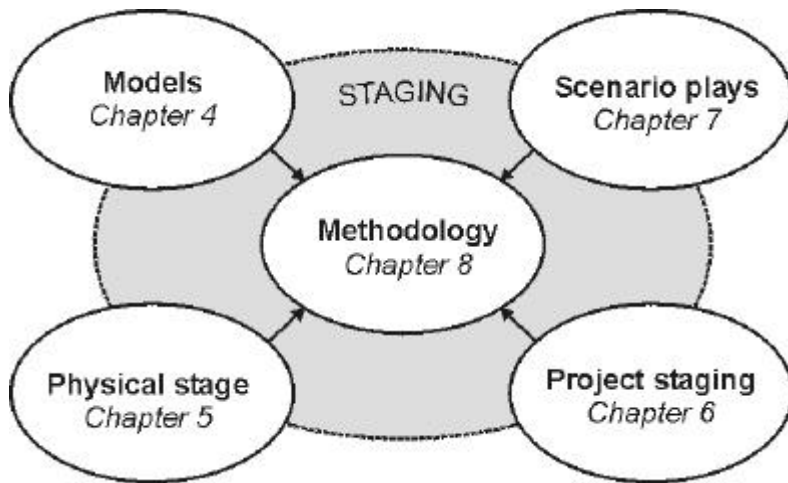 Models
Chapter 4
STAGING
Scenario plays
Chapter 7
Methodology
Chapter 8
Physical stage
Chapter 5
Project staging
Chapter 6